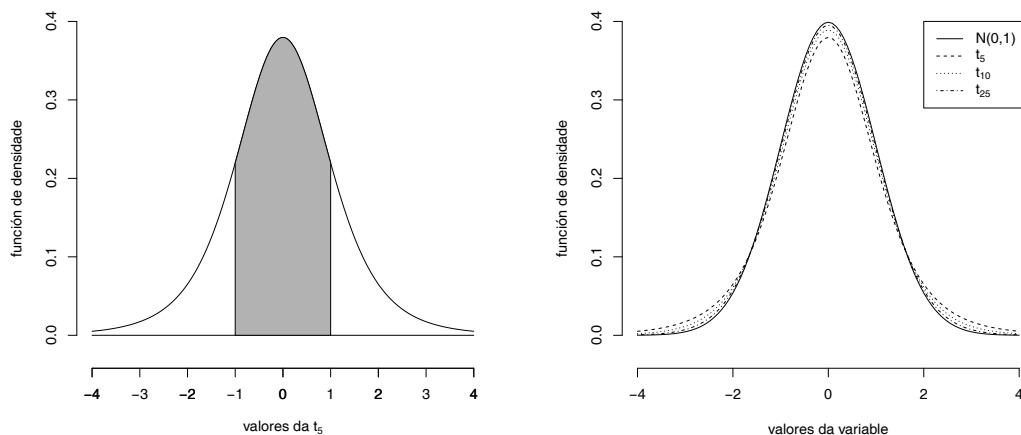 función de densidade
0.4
0.3
0.2
0.1
0.0
−4 −3 −2 −1 0 1 2 3 4
valores da t5
función de densidade
0.4
0.3
0.2
0.1
0.0
−4 −2 0 2 4
valores da variable
N(0,1)
t5
t10
t25